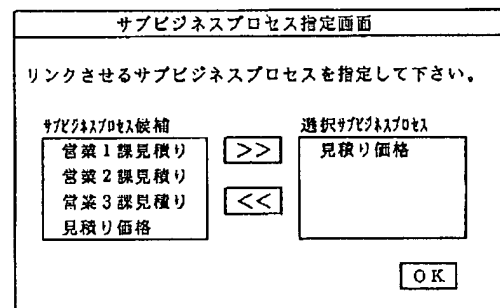 サブビジネスプロセス指定画面
リンクさせるサブビジネスプロセスを指定して下さい。
サブビジネスプロセス候補
営業1課見積り
営業2課見積り
営業3課見積り
見積り価格
>>
<<
選択サブビジネスプロセス
見積り価格
OK